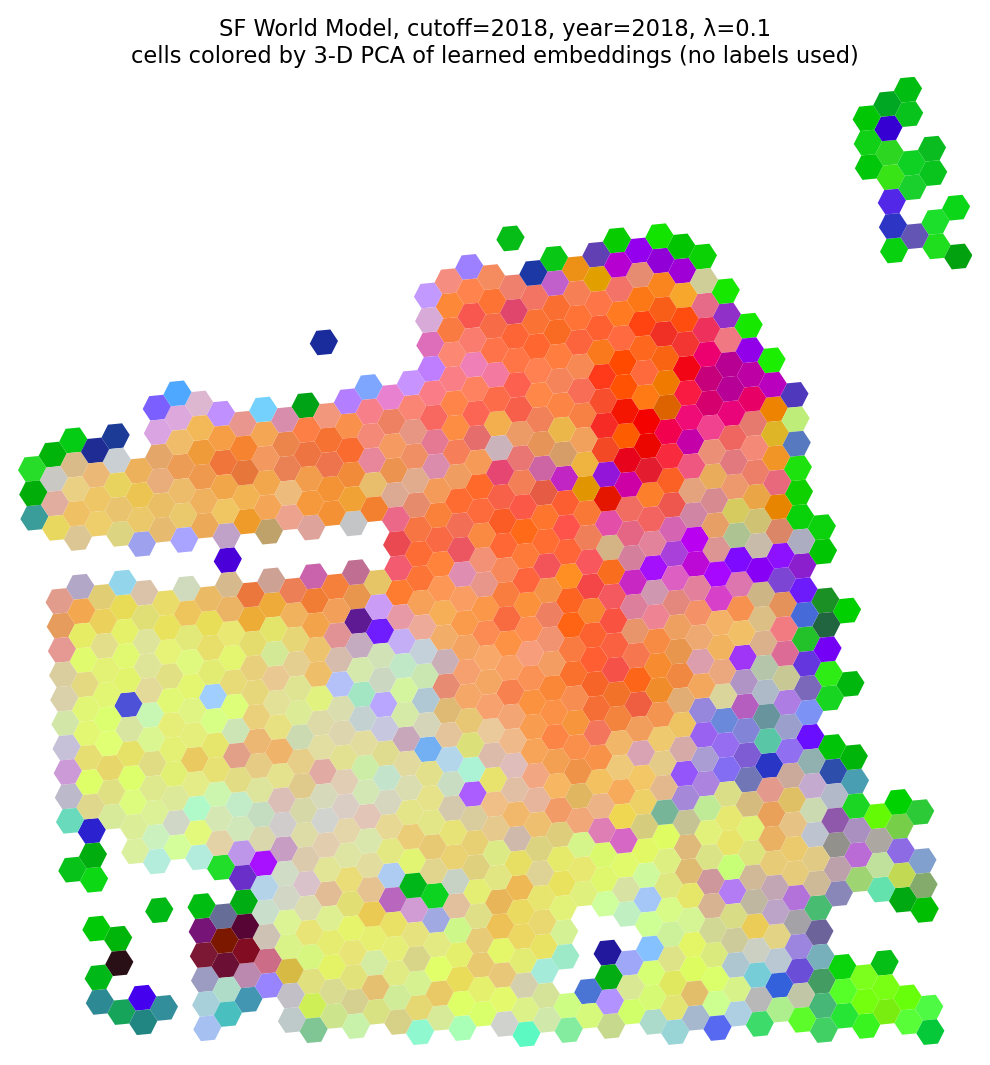 SF World Model, cutoff=2018, year=2018, λ=0.1
cells colored by 3-D PCA of learned embeddings (no labels used)